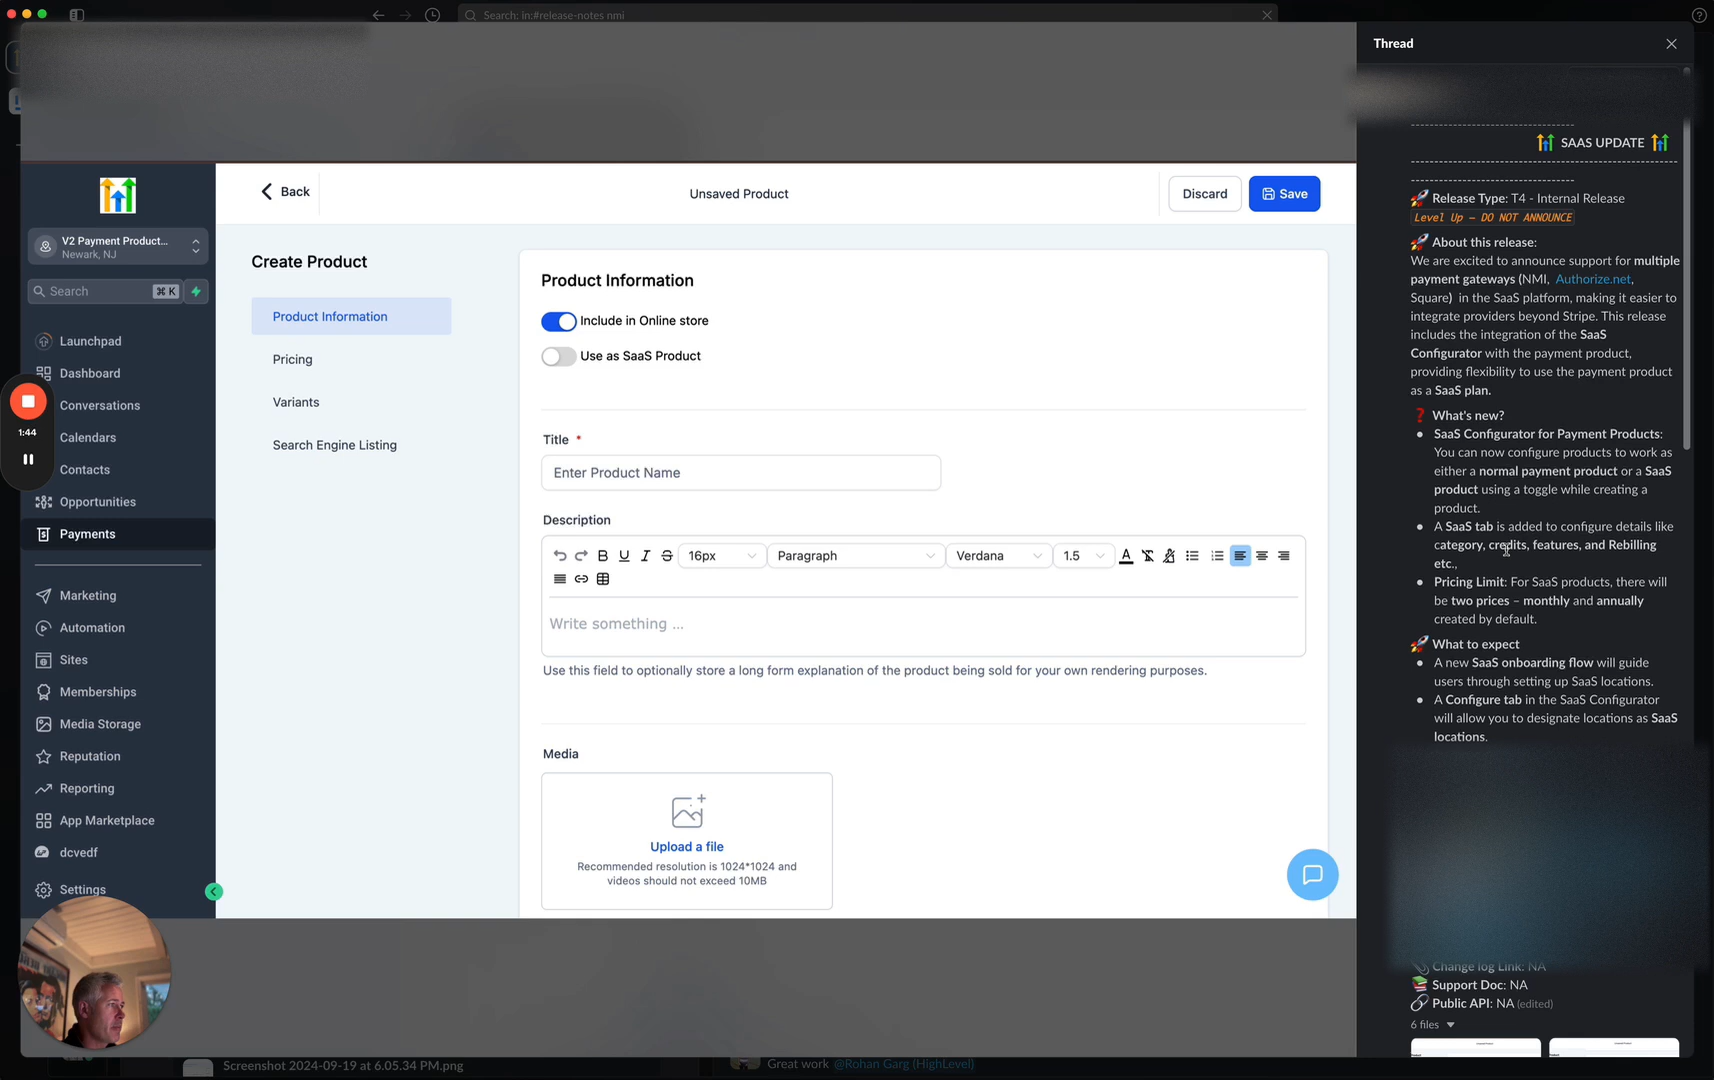 Search: in:#release-notes nmi
Thread
SAAS UPDATE
Release Type: T4 - Internal Release
Level Up – DO NOT ANNOUNCE
About this release:
We are excited to announce support for multiple
payment gateways (NMI, Authorize.net,
Square) in the SaaS platform, making it easier to
integrate providers beyond Stripe. This release
includes the integration of the SaaS
Configurator with the payment product,
providing flexibility to use the payment product
as a SaaS plan.
What's new?
SaaS Configurator for Payment Products:
You can now configure products to work as
either a normal payment product or a SaaS
product using a toggle while creating a
product.
A SaaS tab is added to configure details like
category, credits, features, and Rebilling
etc.,
Pricing Limit: For SaaS products, there will
be two prices – monthly and annually
created by default.
What to expect
A new SaaS onboarding flow will guide
users through setting up SaaS locations.
A Configure tab in the SaaS Configurator
will allow you to designate locations as SaaS
locations.
Change log Link: NA
Support Doc: NA
Public API: NA (edited)
6 files
V2 Payment Product...
Newark, NJ
Search
⌘ K
Launchpad
Dashboard
Conversations
Calendars
Contacts
Opportunities
Payments
Marketing
Automation
Sites
Memberships
Media Storage
Reputation
Reporting
App Marketplace
dcvedf
Settings
1:44
Back
Unsaved Product
Discard
Save
Create Product
Product Information
Pricing
Variants
Search Engine Listing
Product Information
Include in Online store
Use as SaaS Product
Title *
Enter Product Name
Description
B U I S 16px Paragraph Verdana 1.5 A
Write something ...
Use this field to optionally store a long form explanation of the product being sold for your own rendering purposes.
Media
Upload a file
Recommended resolution is 1024*1024 and
videos should not exceed 10MB
Screenshot 2024-09-19 at 6.05.34 PM.png
Great work @Rohan Garg (HighLevel)